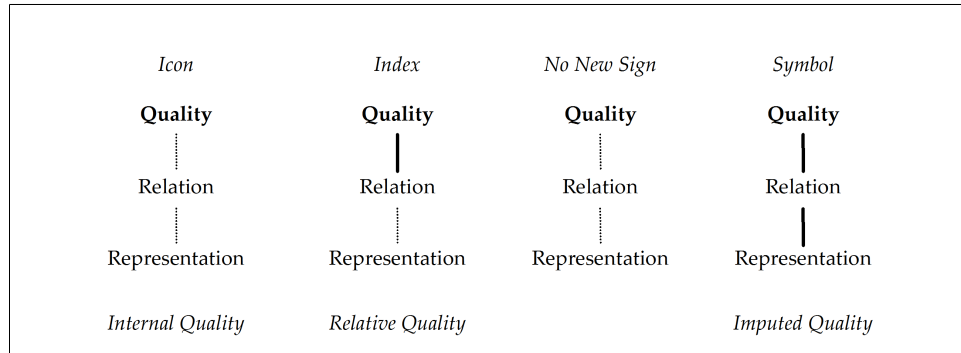 Icon Index No New Sign Symbol
Quality Quality Quality Quality
Relation Relation Relation Relation
Representation Representation Representation Representation
Internal Quality Relative Quality Imputed Quality